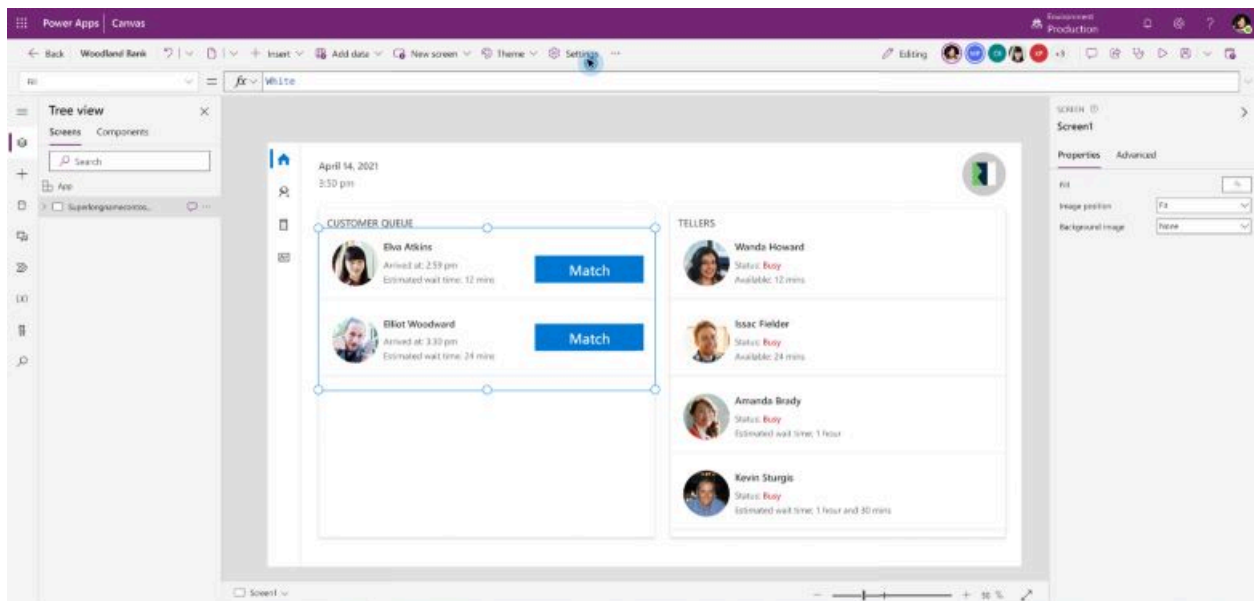 Power Apps Canvas
Environment
Production
Back Woodland Bank Insert Add data New screen Theme Settings ...
Editing +3
Fill = fx White
Tree view
Screens Components
Search
App
SCREEN
Screen1
Properties Advanced
Fill
Image position Fit
Background image None
April 14, 2021
3:50 pm
CUSTOMER QUEUE
Elva Atkins
Arrived at: 2:59 pm
Estimated wait time: 12 mins
Match
Elliot Woodward
Arrived at: 3:30 pm
Estimated wait time: 24 mins
Match
TELLERS
Wanda Howard
Status: Busy
Available: 12 mins
Issac Fielder
Status: Busy
Available: 24 mins
Amanda Brady
Status: Busy
Estimated wait time: 1 hour
Kevin Sturgis
Status: Busy
Estimated wait time: 1 hour and 30 mins
Screen1